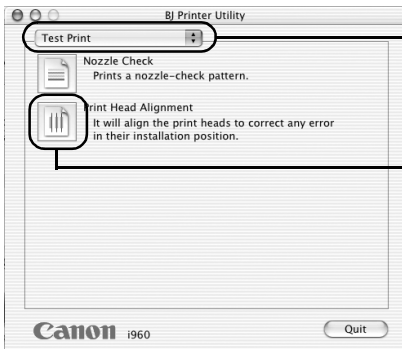 BJ Printer Utility
Test Print
Nozzle Check
Prints a nozzle-check pattern.
Print Head Alignment
It will align the print heads to correct any error
in their installation position.
Canon i960
Quit